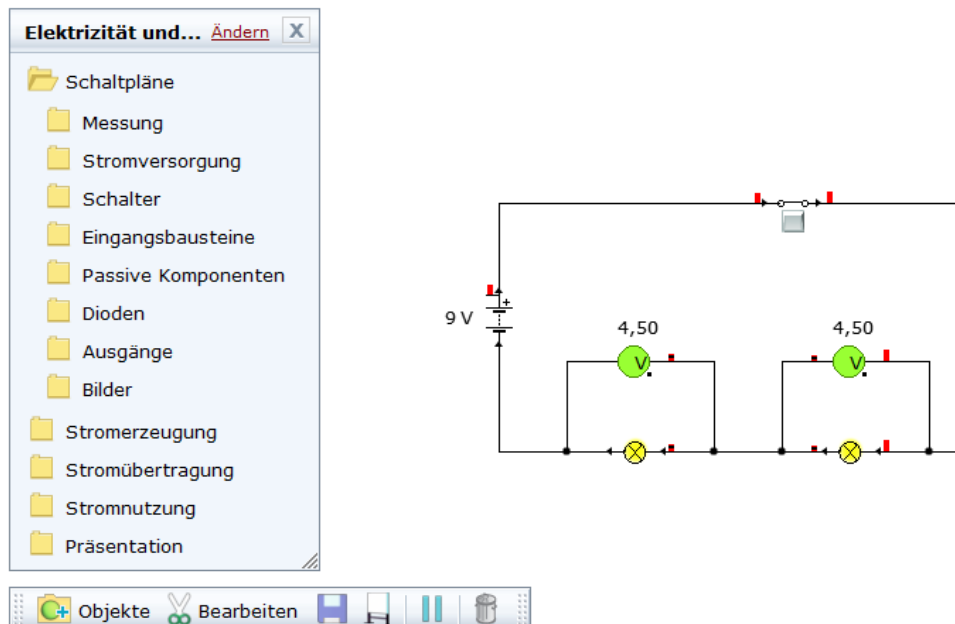 Elektrizität und... Ändern X
Schaltpläne
Messung
Stromversorgung
Schalter
Eingangsbausteine
Passive Komponenten
Dioden
Ausgänge
Bilder
Stromerzeugung
Stromübertragung
Stromnutzung
Präsentation
Objekte Bearbeiten
9 V
+
4,50
V
4,50
V